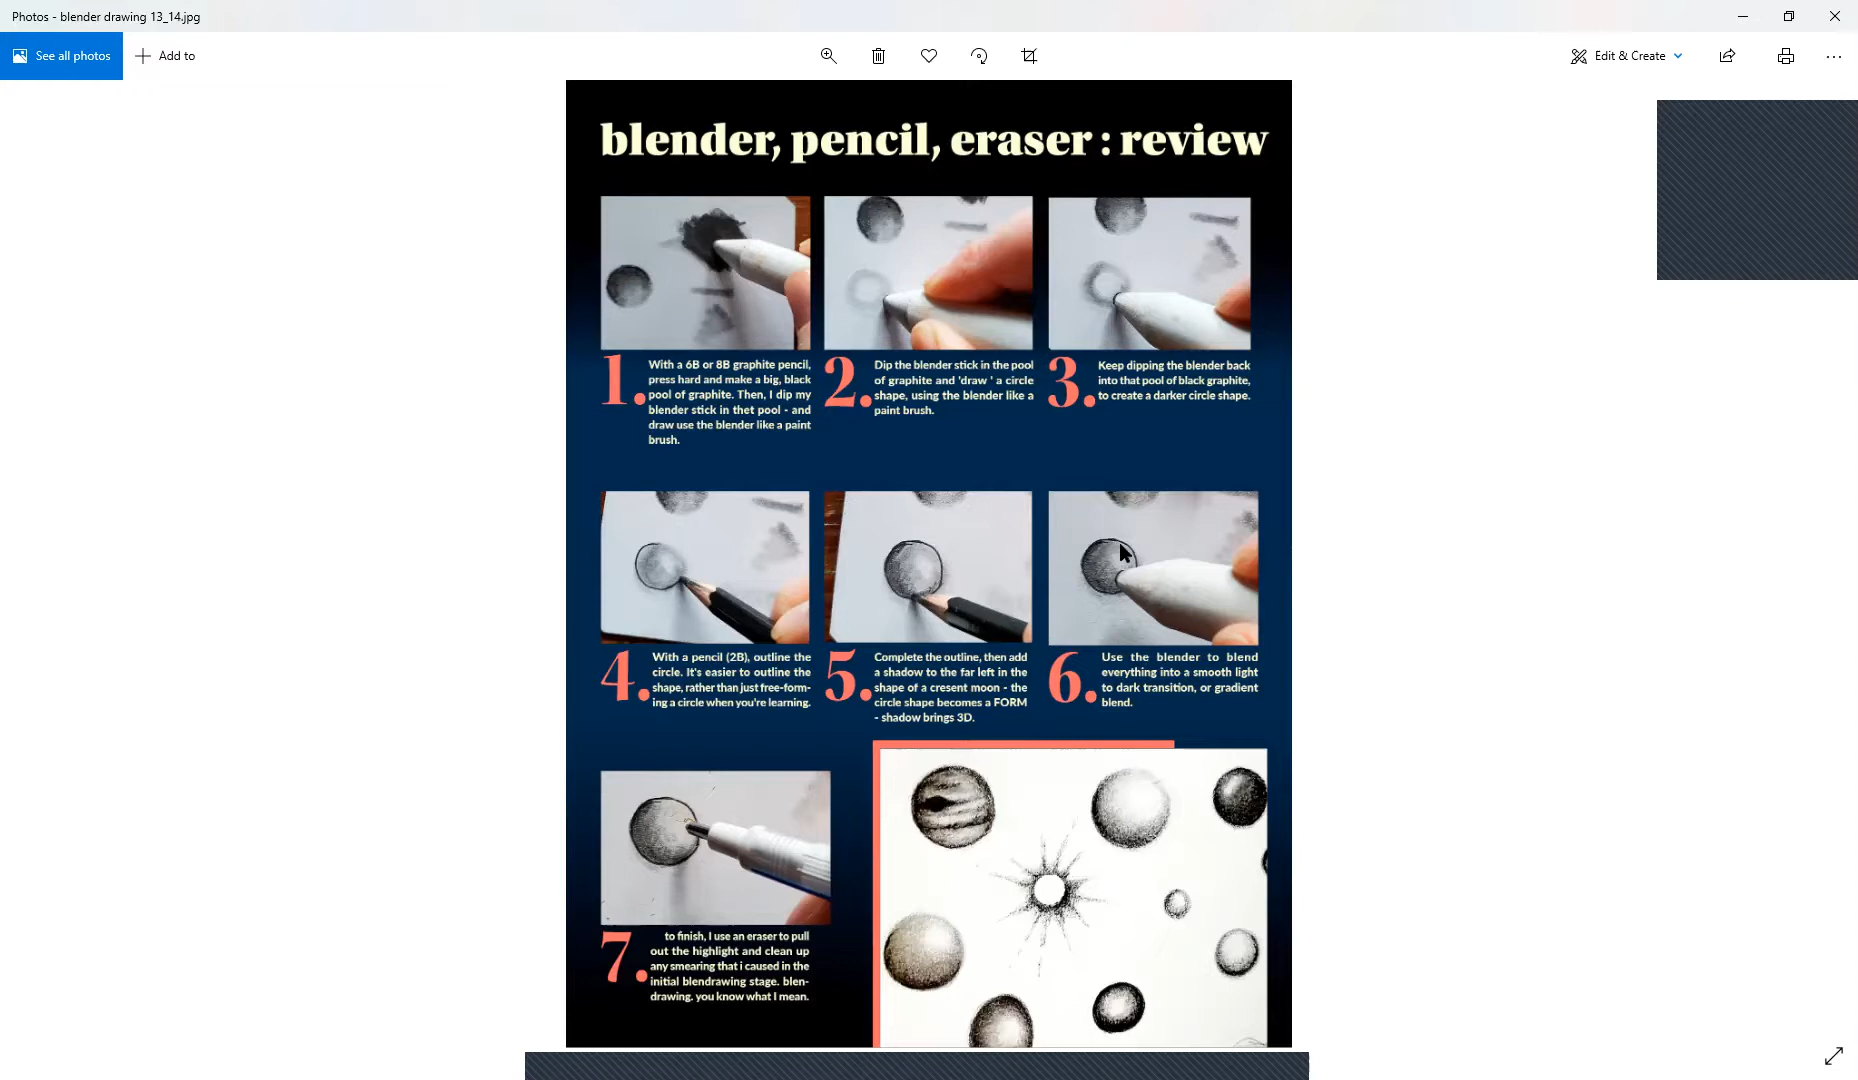 Photos - blender drawing 13_14.jpg
See all photos
Add to
Edit & Create
blender, pencil, eraser : review
1.
With a 6B or 8B graphite pencil,
press hard and make a big, black
pool of graphite. Then, I dip my
blender stick in thet pool - and
draw use the blender like a paint
brush.
2.
Dip the blender stick in the pool
of graphite and 'draw ' a circle
shape, using the blender like a
paint brush.
3.
Keep dipping the blender back
into that pool of black graphite,
to create a darker circle shape.
4.
With a pencil (2B), outline the
circle. It's easier to outline the
shape, rather than just free-form-
ing a circle when you're learning.
5.
Complete the outline, then add
a shadow to the far left in the
shape of a cresent moon - the
circle shape becomes a FORM
- shadow brings 3D.
6.
Use the blender to blend
everything into a smooth light
to dark transition, or gradient
blend.
7.
to finish, I use an eraser to pull
out the highlight and clean up
any smearing that i caused in the
initial blendrawing stage. blen-
drawing. you know what I mean.